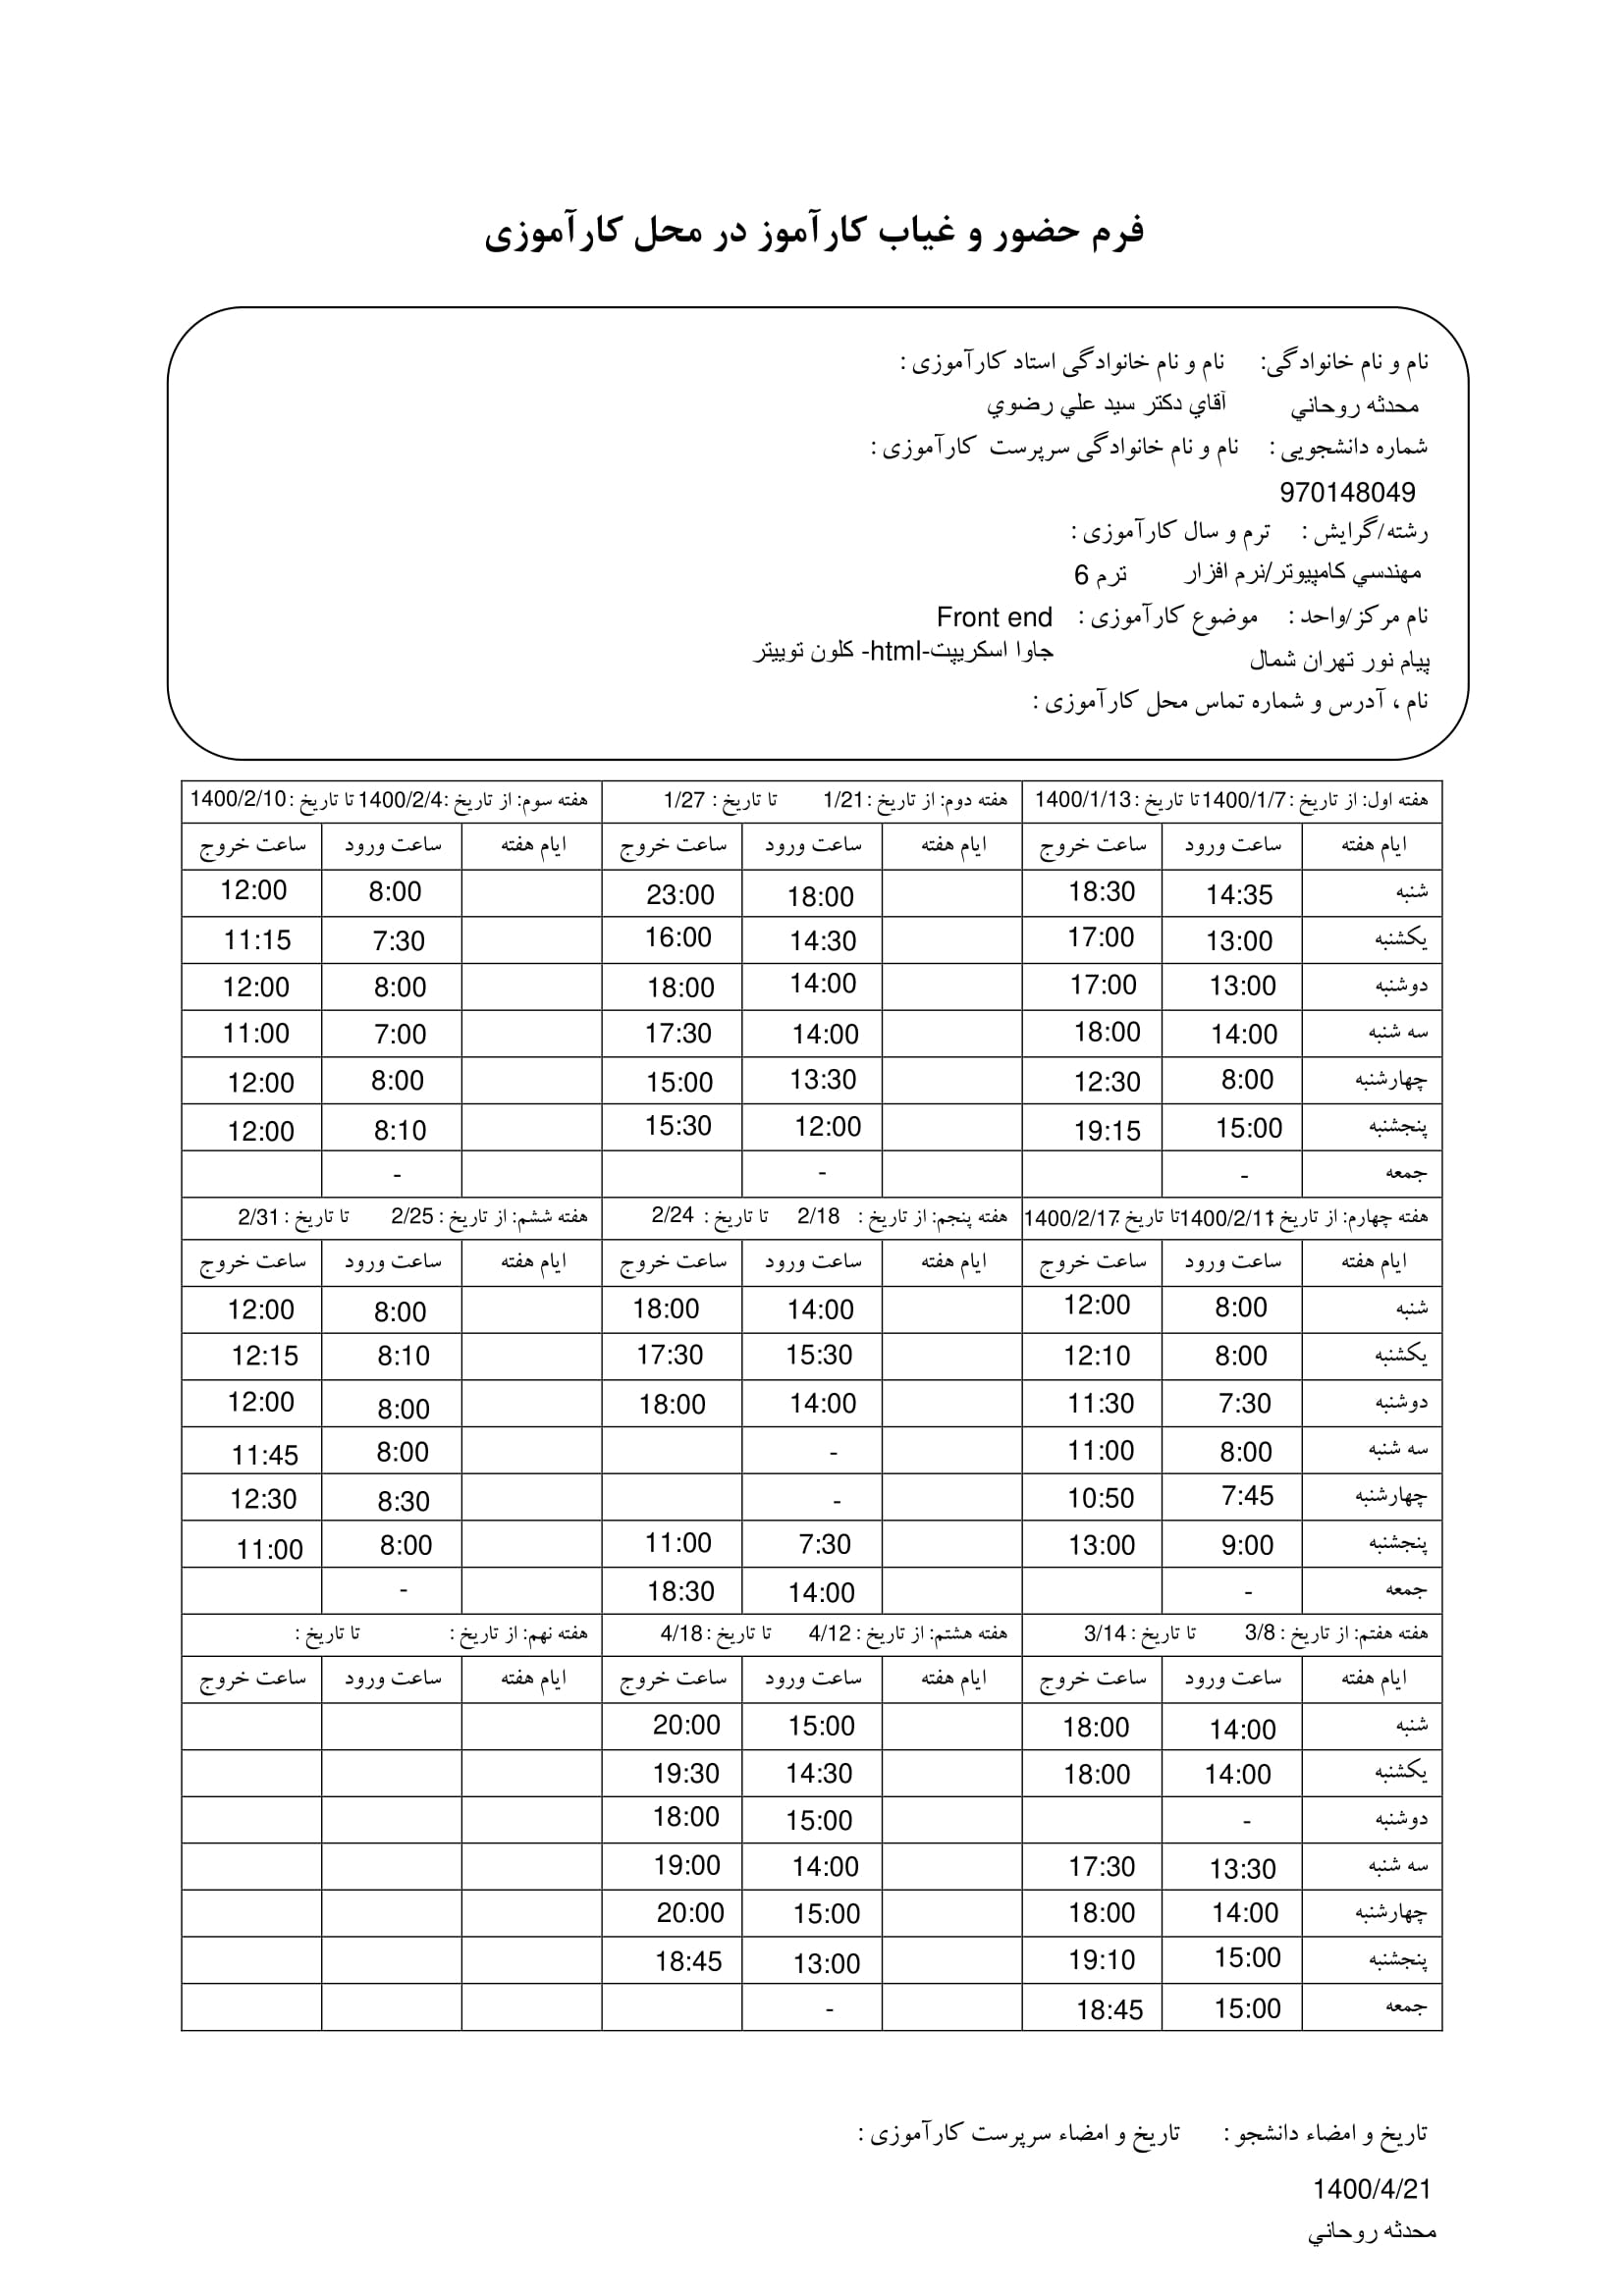 فرم حضور و غیاب کارآموز در محل کارآموزی
نام و نام خانوادگی: نام و نام خانوادگی استاد کارآموزی :
محدثه روحاني آقاي دكتر سيد علي رضوي
شماره دانشجویی : نام و نام خانوادگی سرپرست کارآموزی :
970148049
رشته/گرایش : ترم و سال کارآموزی :
مهندسي كامپيوتر/نرم افزار ترم 6
نام مرکز/واحد : موضوع کارآموزی : Front end
پيام نور تهران شمال جاوا اسكريپت-html- كلون توييتر
نام ، آدرس و شماره تماس محل کارآموزی :
هفته اول: از تاریخ :1400/1/7 تا تاریخ :1400/1/13 هفته دوم: از تاریخ :1/21 تا تاریخ : 1/27 هفته سوم: از تاریخ :1400/2/4 تا تاریخ :1400/2/10
ایام هفته ساعت ورود ساعت خروج ایام هفته ساعت ورود ساعت خروج ایام هفته ساعت ورود ساعت خروج
شنبه 14:35 18:30 18:00 23:00 8:00 12:00
یکشنبه 13:00 17:00 14:30 16:00 7:30 11:15
دوشنبه 13:00 17:00 14:00 18:00 8:00 12:00
سه شنبه 14:00 18:00 14:00 17:30 7:00 11:00
چهارشنبه 8:00 12:30 13:30 15:00 8:00 12:00
پنجشنبه 15:00 19:15 12:00 15:30 8:10 12:00
جمعه - - -
هفته چهارم: از تاریخ :1400/2/11 تا تاریخ :1400/2/17 هفته پنجم: از تاریخ : 2/18 تا تاریخ : 2/24 هفته ششم: از تاریخ : 2/25 تا تاریخ : 2/31
ایام هفته ساعت ورود ساعت خروج ایام هفته ساعت ورود ساعت خروج ایام هفته ساعت ورود ساعت خروج
شنبه 8:00 12:00 14:00 18:00 8:00 12:00
یکشنبه 8:00 12:10 15:30 17:30 8:10 12:15
دوشنبه 7:30 11:30 14:00 18:00 8:00 12:00
سه شنبه 8:00 11:00 - 8:00 11:45
چهارشنبه 7:45 10:50 - 8:30 12:30
پنجشنبه 9:00 13:00 7:30 11:00 8:00 11:00
جمعه - 14:00 18:30 -
هفته هفتم: از تاریخ : 3/8 تا تاریخ : 3/14 هفته هشتم: از تاریخ : 4/12 تا تاریخ : 4/18 هفته نهم: از تاریخ : تا تاریخ :
ایام هفته ساعت ورود ساعت خروج ایام هفته ساعت ورود ساعت خروج ایام هفته ساعت ورود ساعت خروج
شنبه 14:00 18:00 15:00 20:00
یکشنبه 14:00 18:00 14:30 19:30
دوشنبه - 15:00 18:00
سه شنبه 13:30 17:30 14:00 19:00
چهارشنبه 14:00 18:00 15:00 20:00
پنجشنبه 15:00 19:10 13:00 18:45
جمعه 15:00 18:45 -
تاریخ و امضاء دانشجو : تاریخ و امضاء سرپرست کارآموزی :
1400/4/21
محدثه روحاني